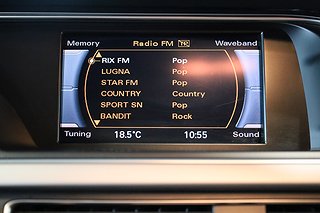 Memory Radio FM TP Waveband
RIX FM Pop
LUGNA Pop
STAR FM Pop
COUNTRY Country
SPORT SN Pop
BANDIT Rock
Tuning 18.5°C 10:55 Sound